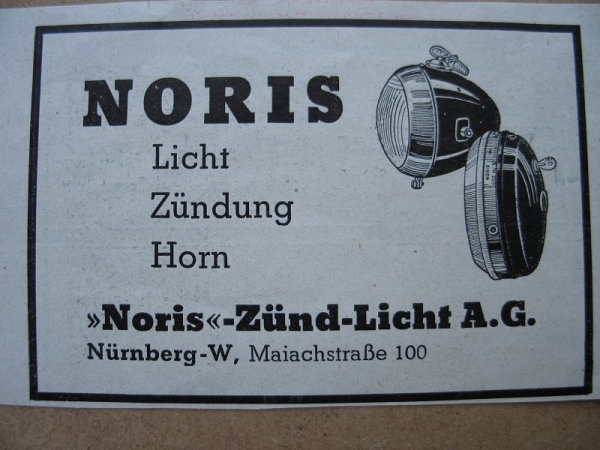 NORIS
Licht
Zündung
Horn
»Noris«-Zünd-Licht A.G.
Nürnberg-W, Maiachstraße 100